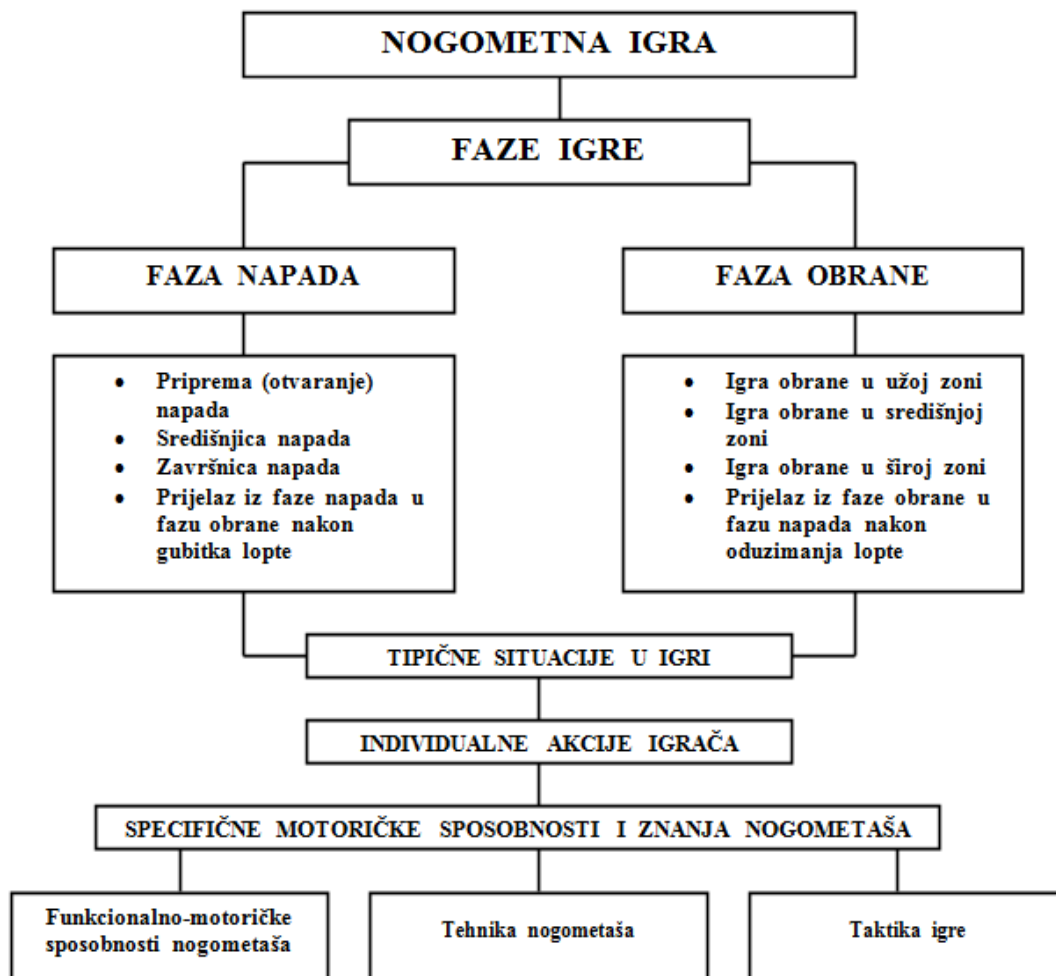 NOGOMETNA IGRA
FAZE IGRE
FAZA NAPADA
FAZA OBRANE
• Priprema (otvaranje)
napada
• Središnjica napada
• Završnica napada
• Prijelaz iz faze napada u
fazu obrane nakon
gubitka lopte
• Igra obrane u užoj zoni
• Igra obrane u središnjoj
zoni
• Igra obrane u široj zoni
• Prijelaz iz faze obrane u
fazu napada nakon
oduzimanja lopte
TIPIČNE SITUACIJE U IGRI
INDIVIDUALNE AKCIJE IGRAČA
SPECIFIČNE MOTORIČKE SPOSOBNOSTI I ZNANJA NOGOMETAŠA
Funkcionalno-motoričke
sposobnosti nogometaša
Tehnika nogometaša
Taktika igre